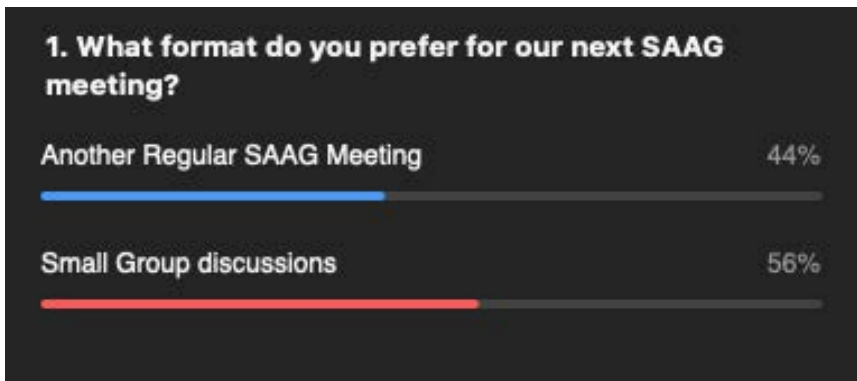 1. What format do you prefer for our next SAAG
meeting?
Another Regular SAAG Meeting 44%
Small Group discussions 56%